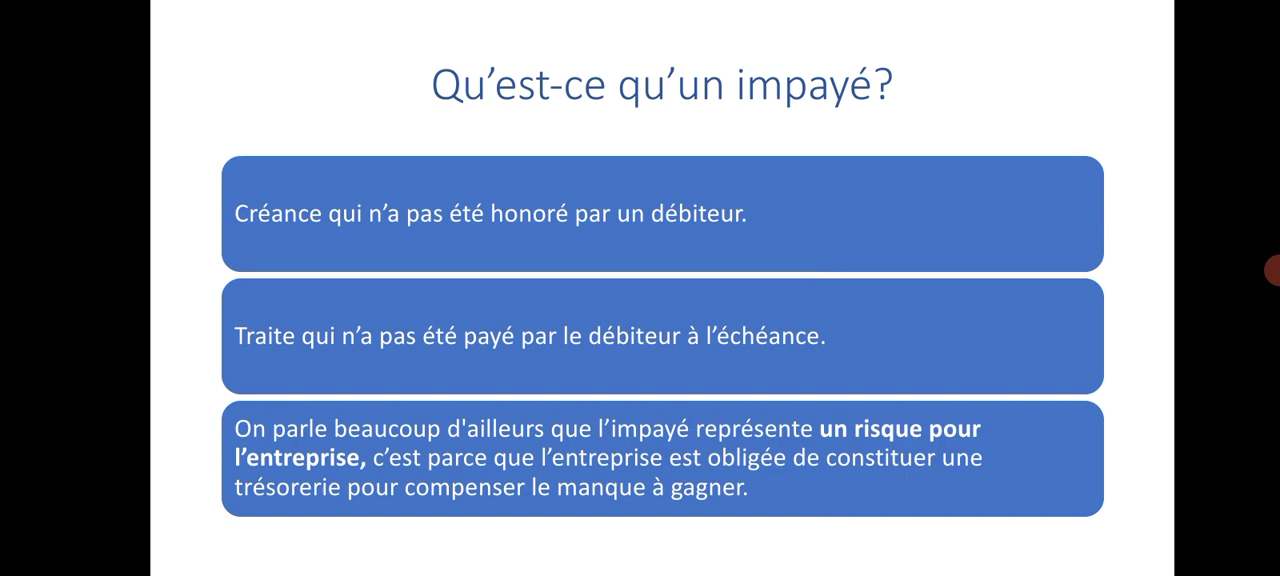 Qu’est-ce qu’un impayé?
Créance qui n’a pas été honoré par un débiteur.
Traite qui n’a pas été payé par le débiteur à l’échéance.
On parle beaucoup d'ailleurs que l’impayé représente un risque pour
l’entreprise, c’est parce que l’entreprise est obligée de constituer une
trésorerie pour compenser le manque à gagner.